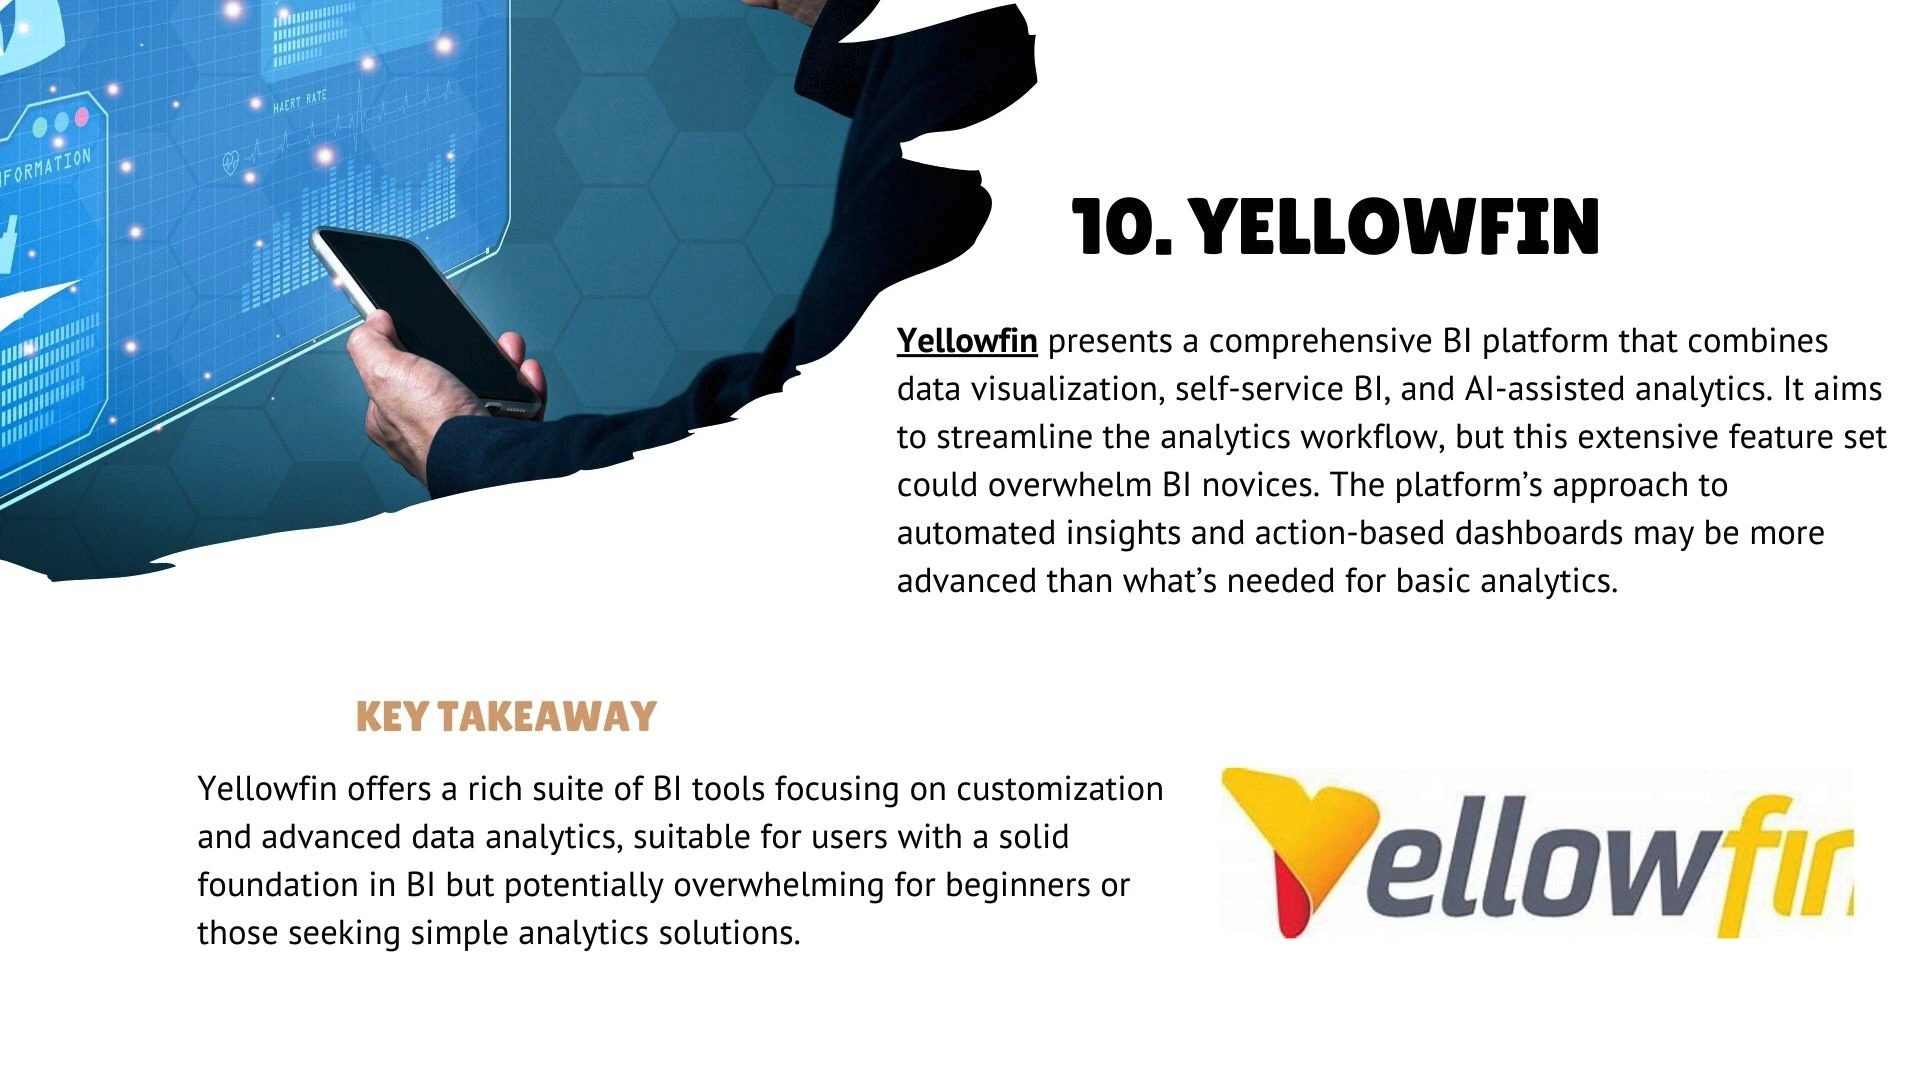 HAERT RATE
NFORMATION
10. YELLOWFIN
Yellowfin presents a comprehensive BI platform that combines
data visualization, self-service BI, and AI-assisted analytics. It aims
to streamline the analytics workflow, but this extensive feature set
could overwhelm BI novices. The platform’s approach to
automated insights and action-based dashboards may be more
advanced than what’s needed for basic analytics.
KEY TAKEAWAY
Yellowfin offers a rich suite of BI tools focusing on customization
and advanced data analytics, suitable for users with a solid
foundation in BI but potentially overwhelming for beginners or
those seeking simple analytics solutions.
Yellowfin